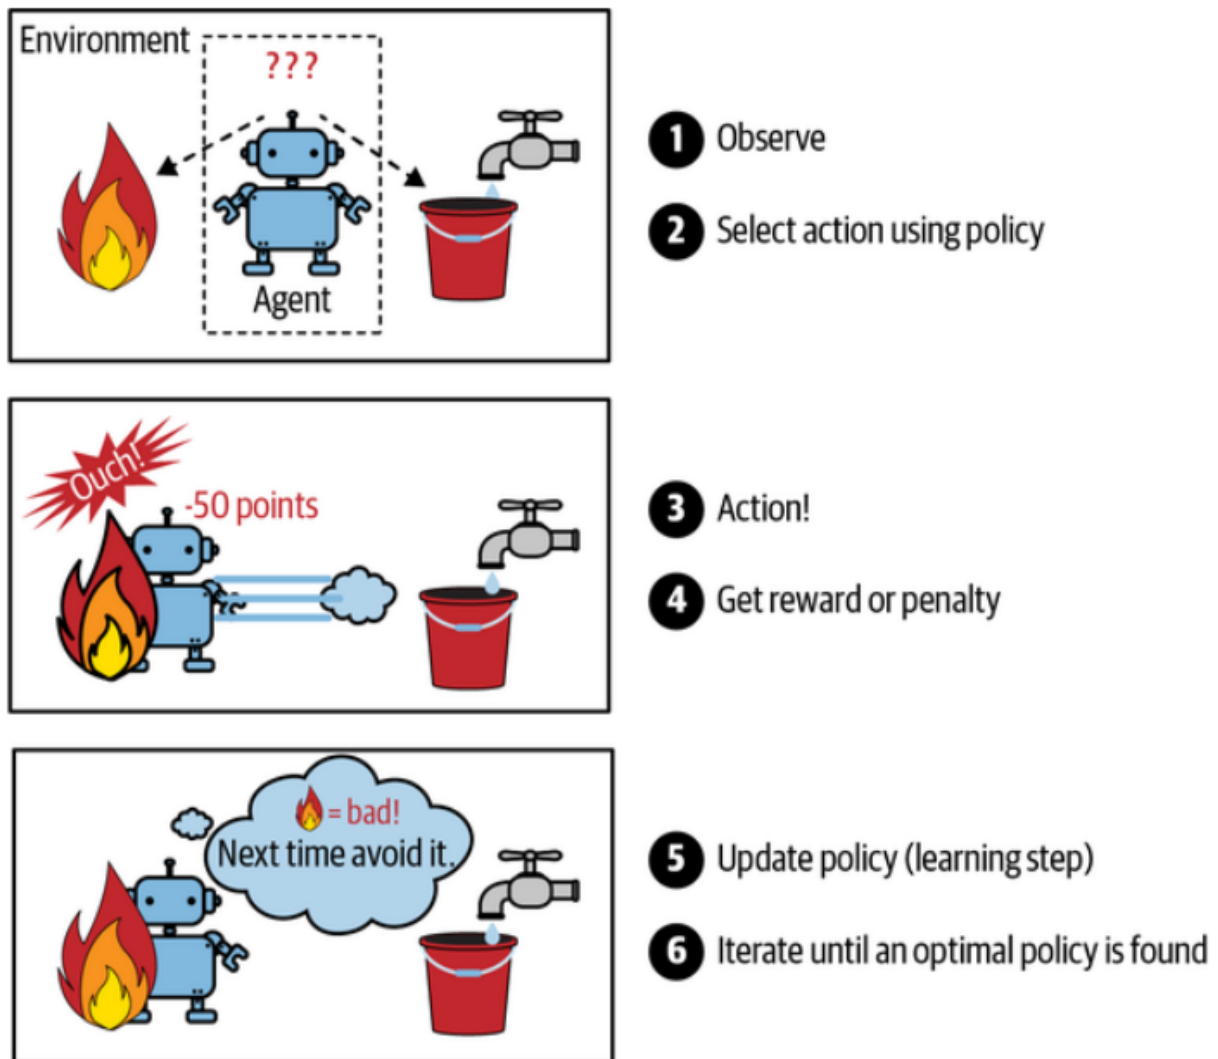 Environment
???
Agent
1 Observe
2 Select action using policy
Ouch!
-50 points
3 Action!
4 Get reward or penalty
= bad!
Next time avoid it.
5 Update policy (learning step)
6 Iterate until an optimal policy is found